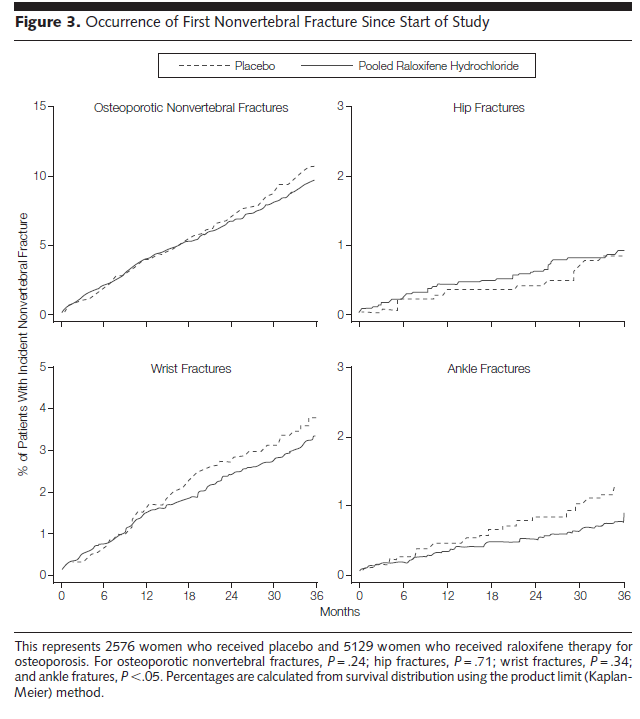 Figure 3. Occurrence of First Nonvertebral Fracture Since Start of Study
Placebo
Pooled Raloxifene Hydrochloride
% of Patients With Incident Nonvertebral Fracture
Osteoporotic Nonvertebral Fractures
15
10
5
0
Hip Fractures
3
2
1
0
Wrist Fractures
5
4
3
2
1
0
0 6 12 18 24 30 36
Ankle Fractures
3
2
1
0
0 6 12 18 24 30 36
Months
This represents 2576 women who received placebo and 5129 women who received raloxifene therapy for
osteoporosis. For osteoporotic nonvertebral fractures, P = .24; hip fractures, P = .71; wrist fractures, P = .34;
and ankle fratures, P <.05. Percentages are calculated from survival distribution using the product limit (Kaplan-
Meier) method.